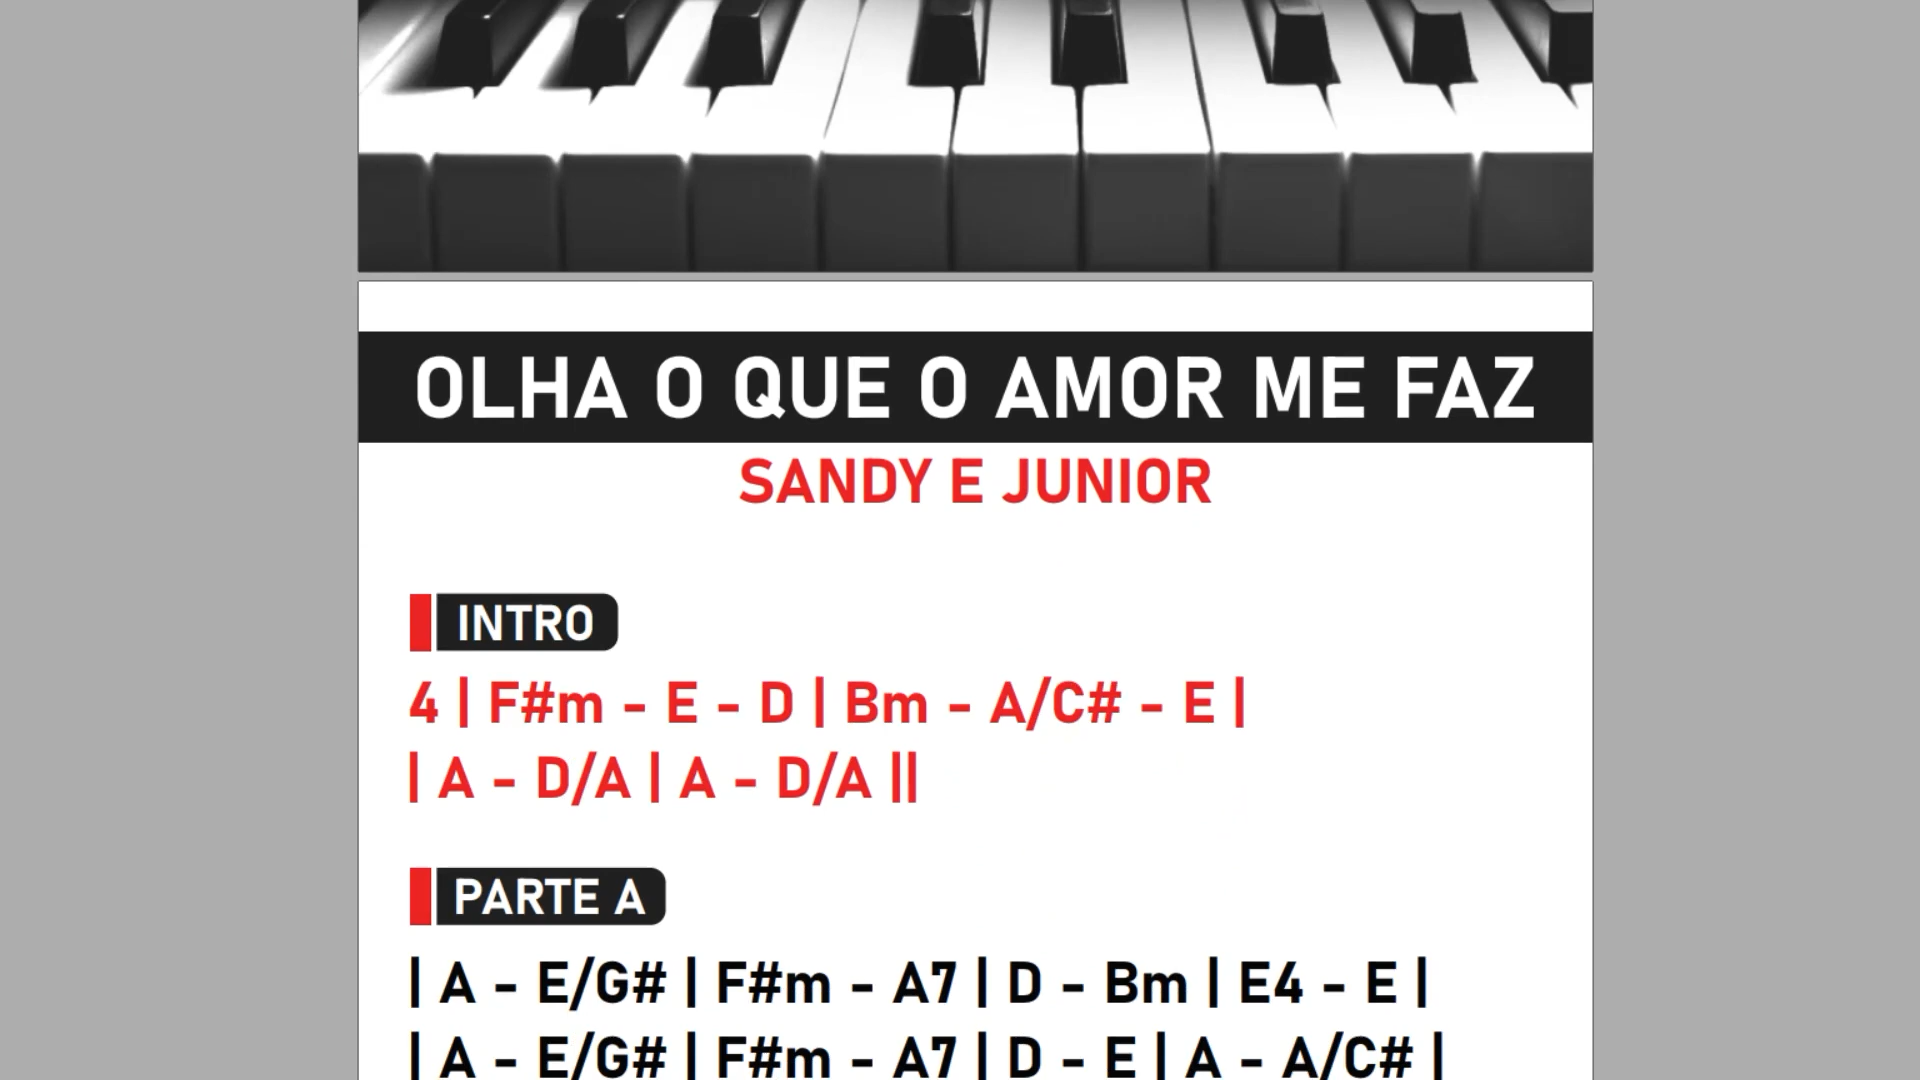 OLHA O QUE O AMOR ME FAZ
SANDY E JUNIOR
INTRO
4 | F#m - E - D | Bm - A/C# - E |
| A - D/A | A - D/A ||
PARTE A
| A - E/G# | F#m - A7 | D - Bm | E4 - E |
| A - E/G# | F#m - A7 | D - E | A - A/C# |